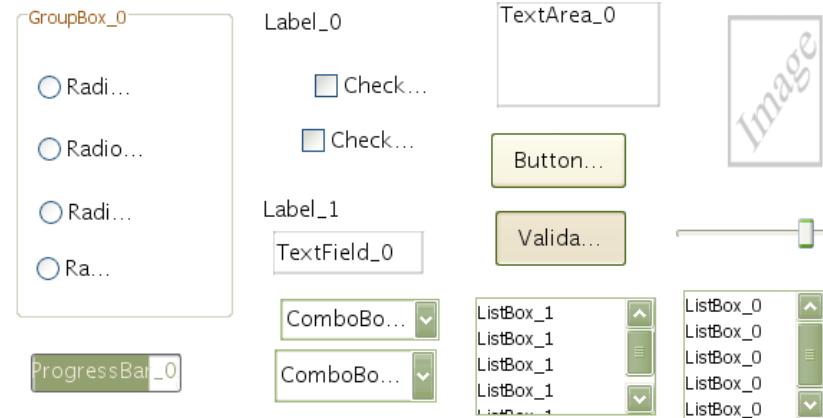 GroupBox_0
Radi...
Radio...
Radi...
Ra...
ProgressBar_0
Label_0
Check...
Check...
Label_1
TextField_0
ComboBo...
ComboBo...
TextArea_0
Button...
Valida...
ListBox_1
ListBox_1
ListBox_1
ListBox_1
ListBox_1
Image
ListBox_0
ListBox_0
ListBox_0
ListBox_0
ListBox_0